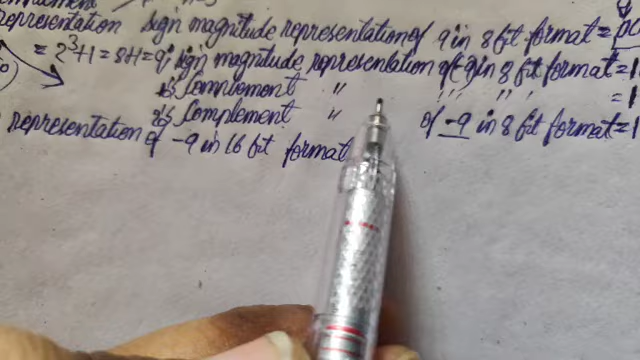 representation sign magnitude representation of 9 in 8 bit format =
= 2³+1 = 8+1 = 9; sign magnitude representation of -9 in 8 bit format = 1
1's Complement " " " " " = 1
2's Complement " of -9 in 8 bit format = 1
representation of -9 in 16 bit format